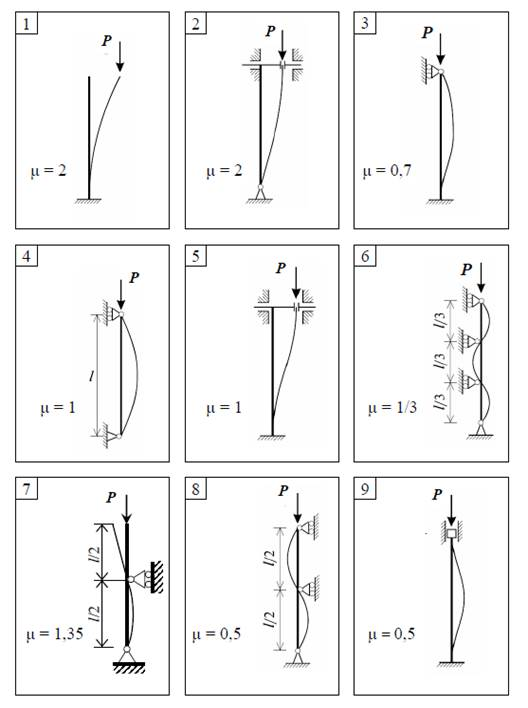 1
P
μ = 2
2
P
μ = 2
3
P
μ = 0,7
4
P
l
μ = 1
5
P
μ = 1
6
P
l/3
l/3
l/3
μ = 1/3
7
P
l/2
l/2
μ = 1,35
8
P
l/2
l/2
μ = 0,5
9
P
μ = 0,5